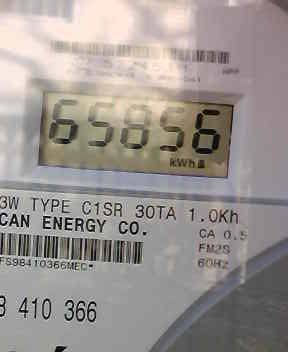 65856
kWh
3W TYPE C1SR 30TA 1.0Kh
CAN ENERGY CO.
CA 0.5
FM2S
60HZ
*FS98410366MEC*
8 410 366